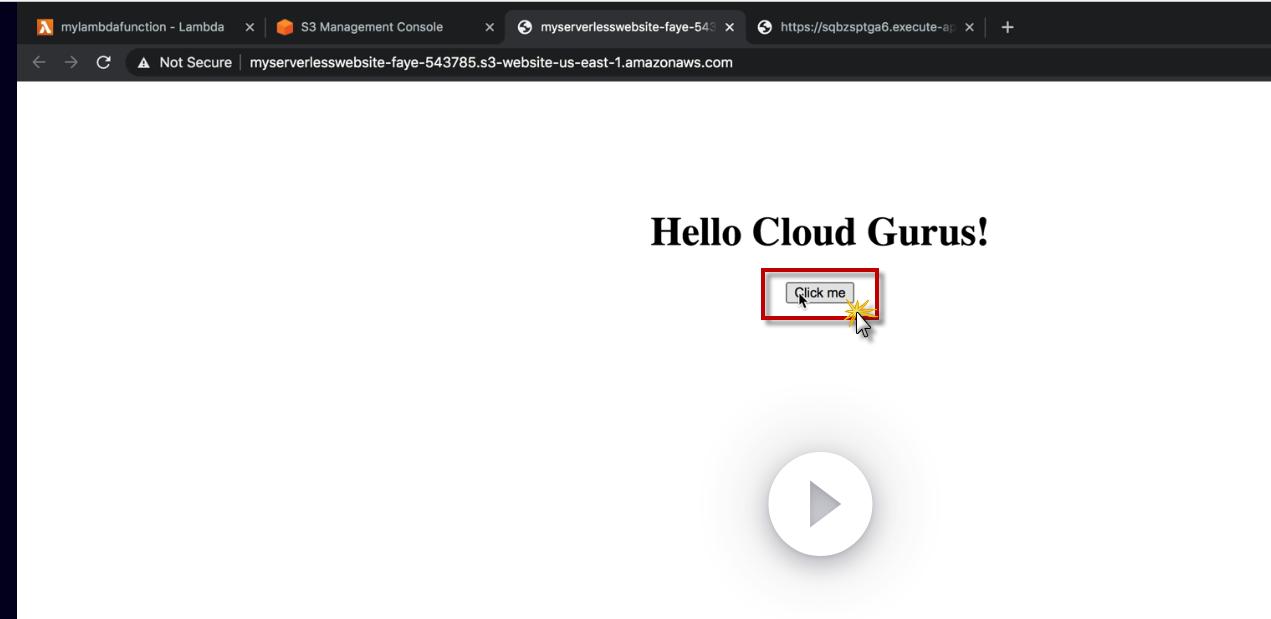 mylambdafunction - Lambda
S3 Management Console
myserverlesswebsite-faye-543
https://sqbzsptga6.execute-ap
Not Secure
myserverlesswebsite-faye-543785.s3-website-us-east-1.amazonaws.com
Hello Cloud Gurus!
Click me